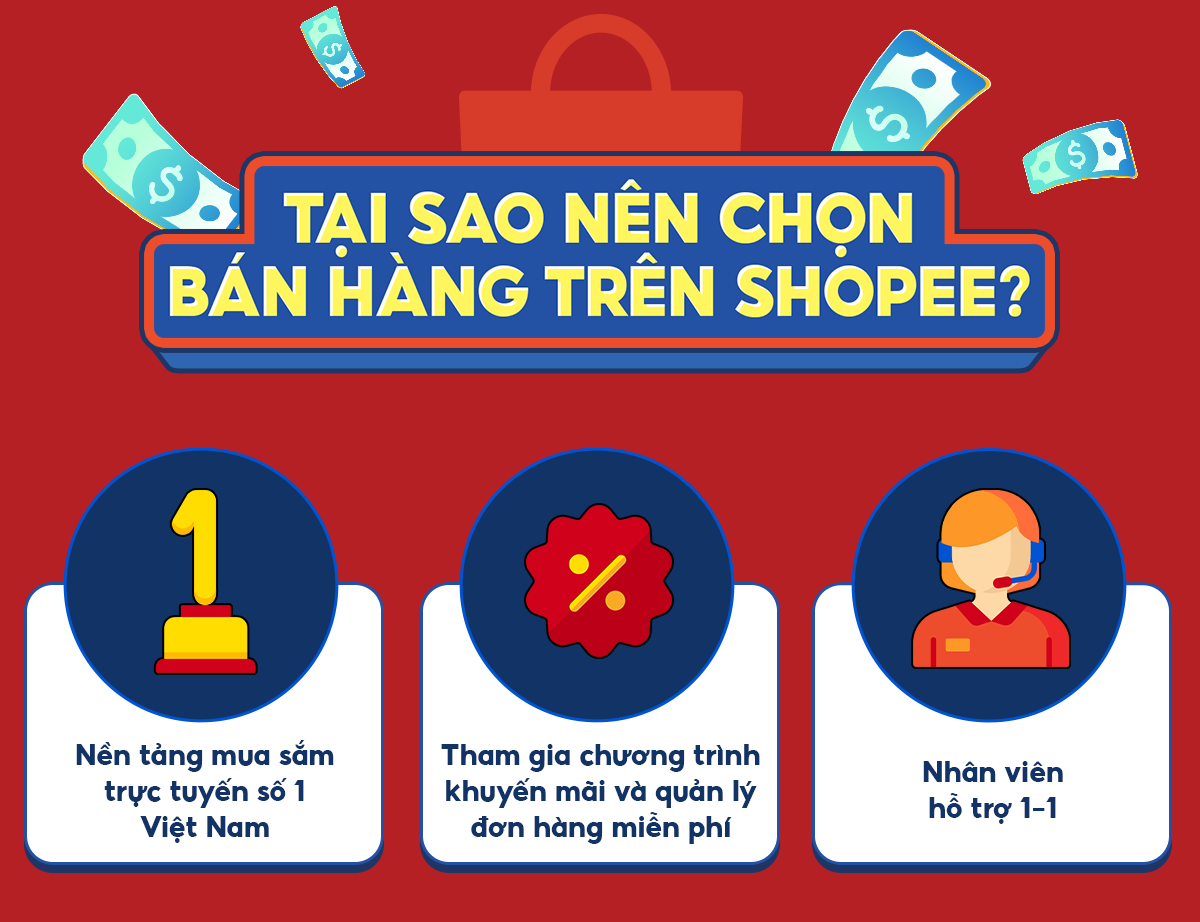 TẠI SAO NÊN CHỌN
BÁN HÀNG TRÊN SHOPEE?
1
Nền tảng mua sắm
trực tuyến số 1
Việt Nam
%
Tham gia chương trình
khuyến mãi và quản lý
đơn hàng miễn phí
Nhân viên
hỗ trợ 1-1